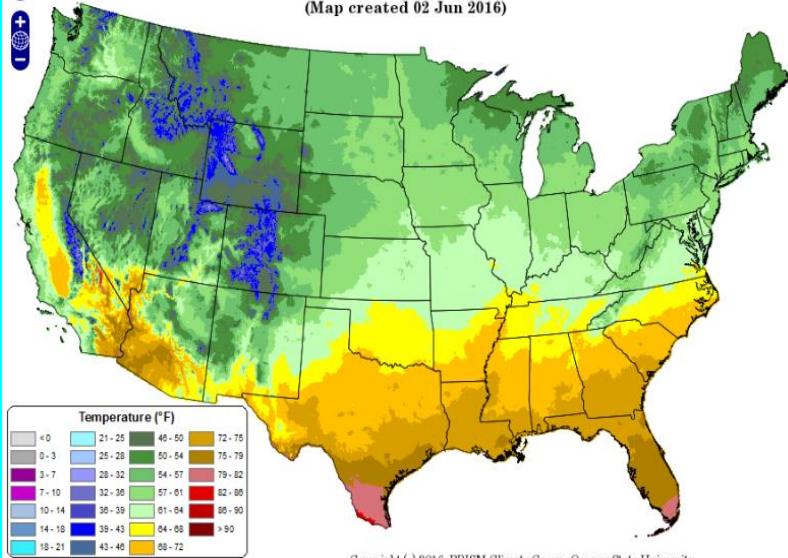 (Map created 02 Jun 2016)
Temperature (°F)
< 0
0 - 3
3 - 7
7 - 10
10 - 14
14 - 18
18 - 21
21 - 25
25 - 28
28 - 32
32 - 36
36 - 39
39 - 43
43 - 46
46 - 50
50 - 54
54 - 57
57 - 61
61 - 64
64 - 68
68 - 72
72 - 75
75 - 79
79 - 82
82 - 86
86 - 90
> 90